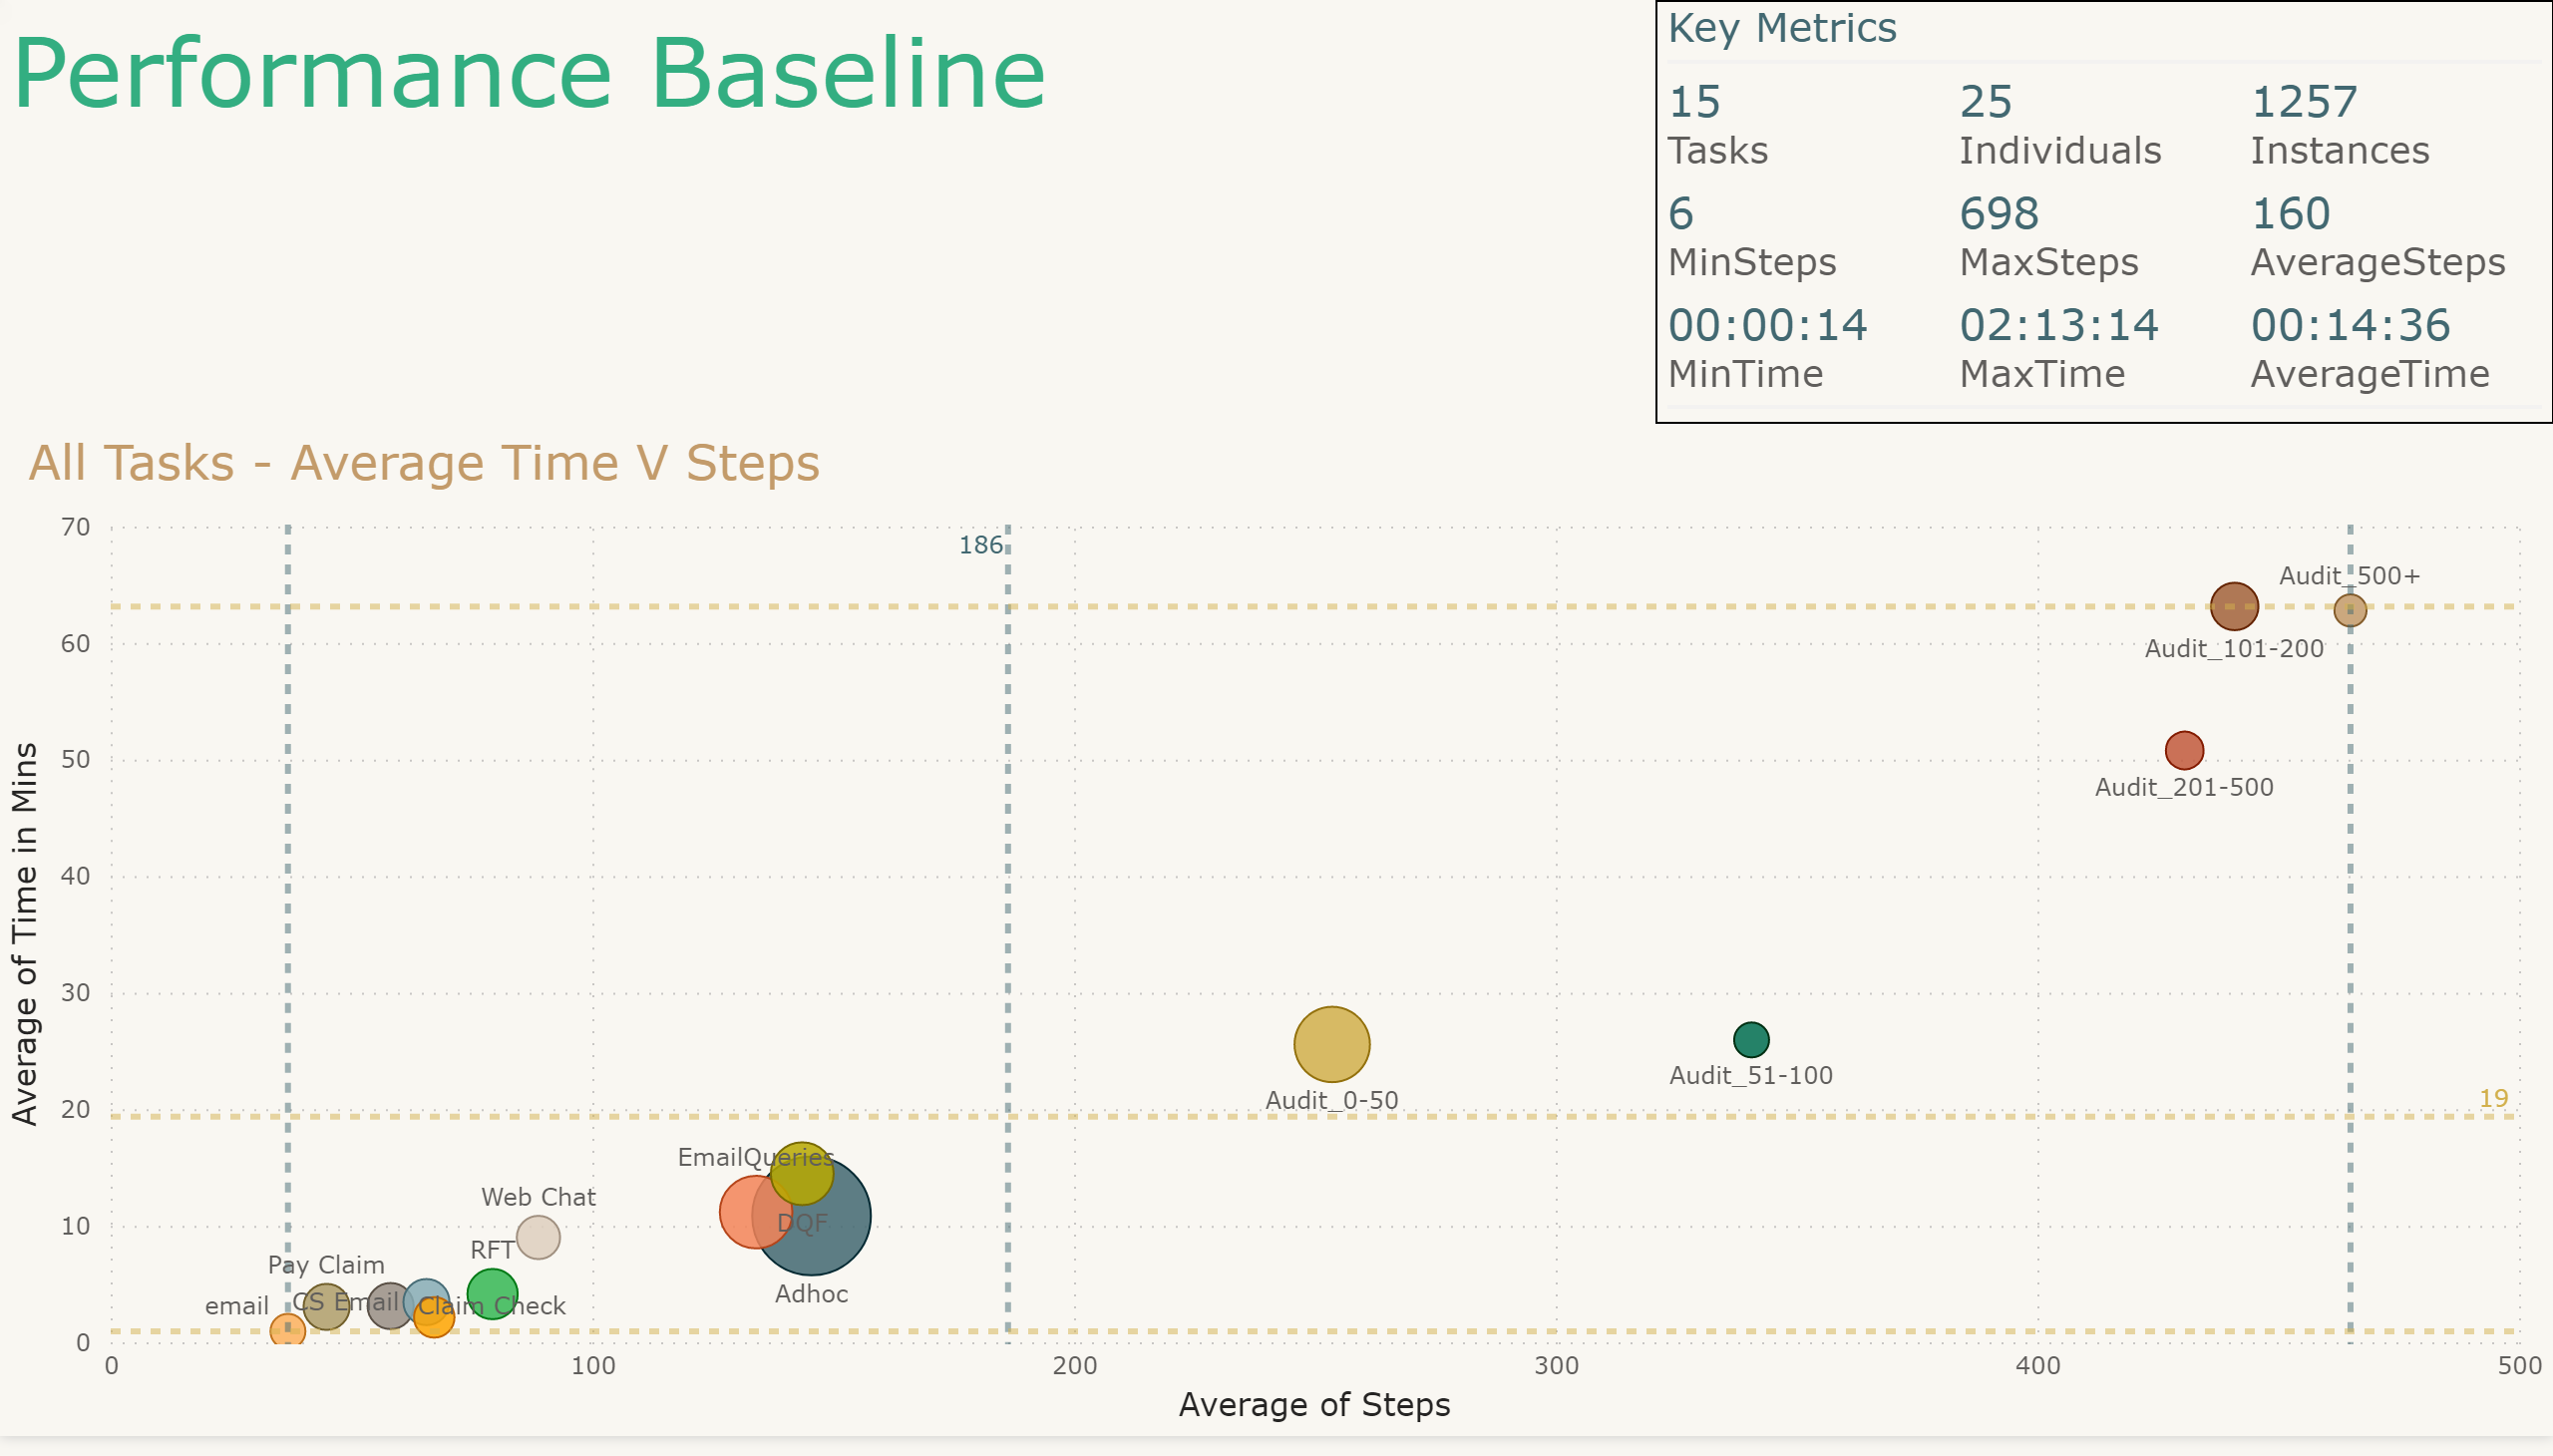 Performance Baseline
Key Metrics
15 25 1257
Tasks Individuals Instances
6 698 160
MinSteps MaxSteps AverageSteps
00:00:14 02:13:14 00:14:36
MinTime MaxTime AverageTime
All Tasks - Average Time V Steps
Average of Time in Mins
70
60
50
40
30
20
10
0
186
Audit_500+
Audit_101-200
Audit_201-500
Audit_51-100
Audit_0-50
19
EmailQueries
Web Chat
DQF
RFT
Pay Claim
Adhoc
email
CS Email
Claim Check
0 100 200 300 400 500
Average of Steps